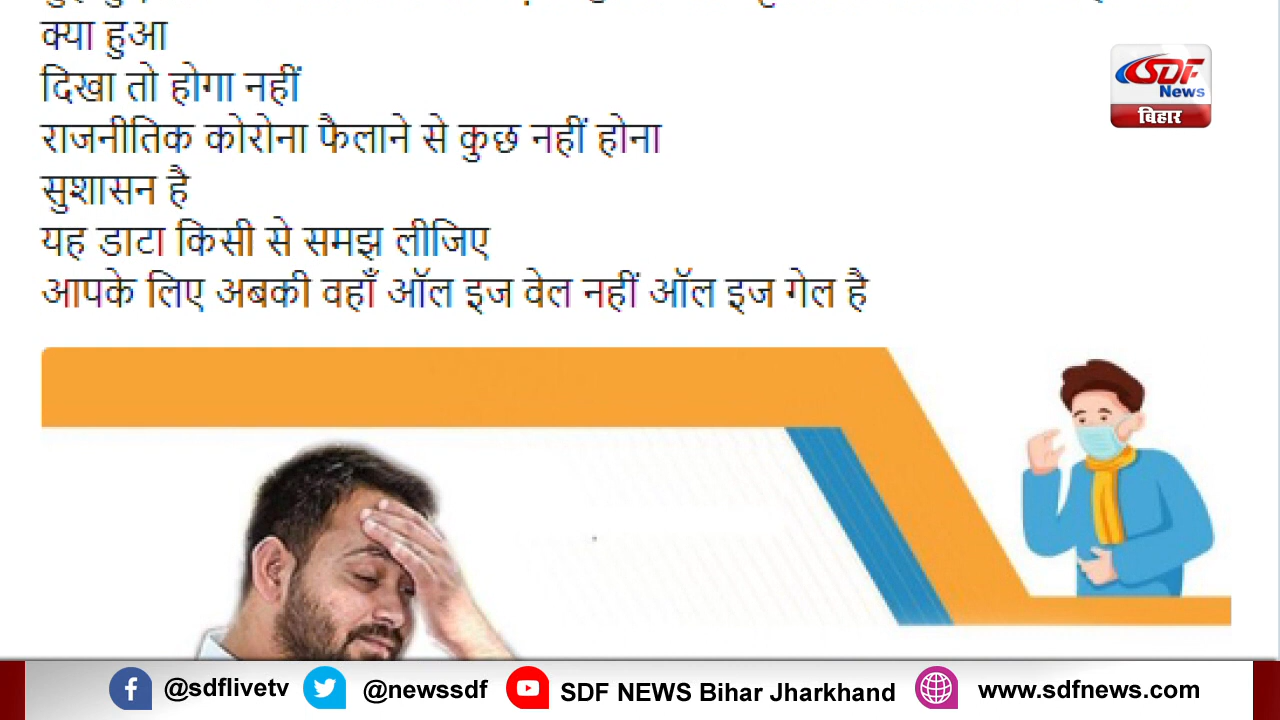 क्या हुआ
दिखा तो होगा नहीं
राजनीतिक कोरोना फैलाने से कुछ नहीं होना
सुशासन है
यह डाटा किसी से समझ लीजिए
आपके लिए अबकी वहाँ ऑल इज वेल नहीं ऑल इज गेल है
SDF
News
बिहार
@sdflivetv @newssdf SDF NEWS Bihar Jharkhand www.sdfnews.com